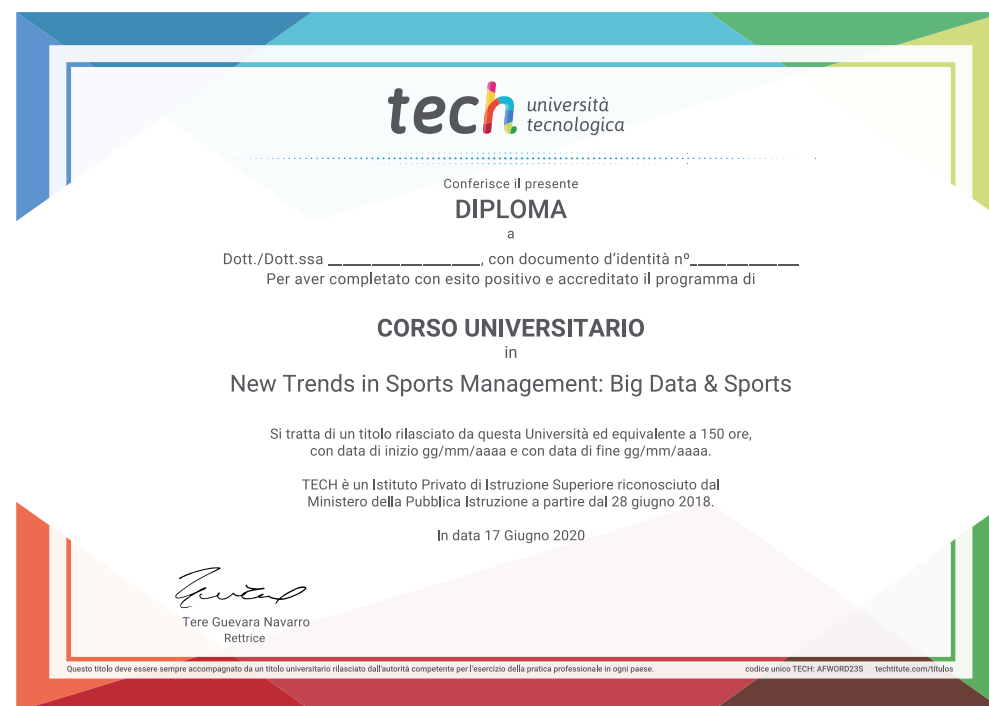 tech università
tecnologica
Conferisce il presente
DIPLOMA
a
Dott./Dott.ssa ____________________, con documento d'identità nº______________
Per aver completato con esito positivo e accreditato il programma di
CORSO UNIVERSITARIO
in
New Trends in Sports Management: Big Data & Sports
Si tratta di un titolo rilasciato da questa Università ed equivalente a 150 ore,
con data di inizio gg/mm/aaaa e con data di fine gg/mm/aaaa.
TECH è un Istituto Privato di Istruzione Superiore riconosciuto dal
Ministero della Pubblica Istruzione a partire dal 28 giugno 2018.
In data 17 Giugno 2020
Tere Guevara Navarro
Rettrice
Questo titolo deve essere sempre accompagnato da un titolo universitario rilasciato dall'autorità competente per l'esercizio della pratica professionale in ogni paese. codice unico TECH: AFWORD23S techtitute.com/títulos